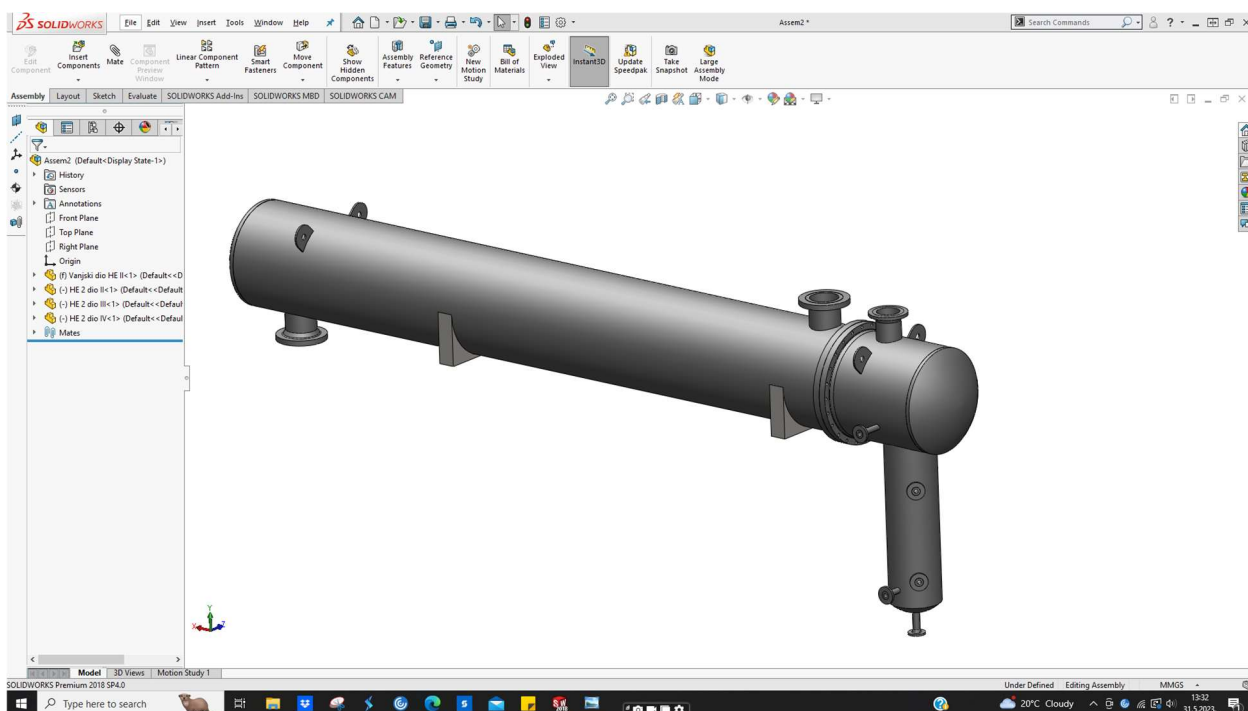 SOLIDWORKS File Edit View Insert Tools Window Help Assem2 * Search Commands
Edit Component Insert Components Mate Component Preview Window Linear Component Pattern Smart Fasteners Move Component Show Hidden Components Assembly Features Reference Geometry New Motion Study Bill of Materials Exploded View Instant3D Update Speedpak Take Snapshot Large Assembly Mode
Assembly Layout Sketch Evaluate SOLIDWORKS Add-Ins SOLIDWORKS MBD SOLIDWORKS CAM
Assem2 (Default<Display State-1>)
History
Sensors
Annotations
Front Plane
Top Plane
Right Plane
Origin
(f) Vanjski dio HE II<1> (Default<<D
(-) HE 2 dio II<1> (Default<<Default
(-) HE 2 dio III<1> (Default<<Defaul
(-) HE 2 dio IV<1> (Default<<Defaul
Mates
Y
X Z
Model 3D Views Motion Study 1
SOLIDWORKS Premium 2018 SP4.0 Under Defined Editing Assembly MMGS
Type here to search 20°C Cloudy 13:32
31.5.2023